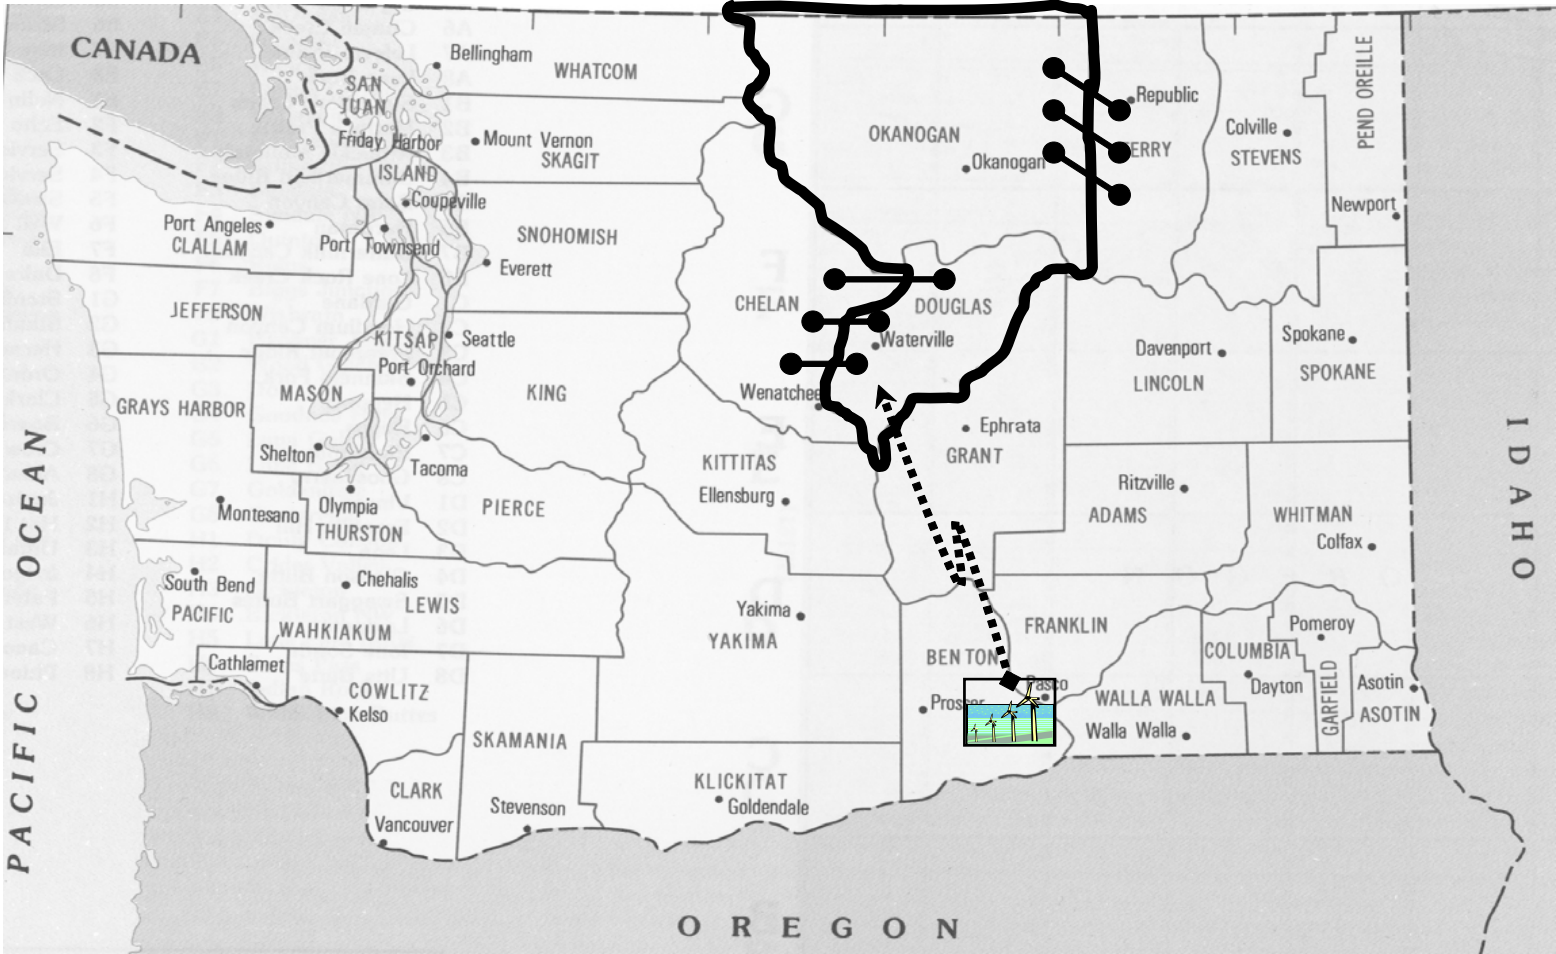 CANADA
Bellingham
WHATCOM
SAN
JUAN
Friday Harbor
Mount Vernon
SKAGIT
ISLAND
Coupeville
Port Angeles
CLALLAM
Port Townsend
SNOHOMISH
Everett
JEFFERSON
KITSAP
Seattle
Port Orchard
MASON
KING
GRAYS HARBOR
Shelton
Tacoma
Olympia
THURSTON
PIERCE
Montesano
South Bend
PACIFIC
Chehalis
LEWIS
WAHKIAKUM
Cathlamet
COWLITZ
Kelso
SKAMANIA
CLARK
Vancouver
Stevenson
OKANOGAN
Okanogan
Republic
Colville
STEVENS
PEND OREILLE
Newport
CHELAN
DOUGLAS
Waterville
Wenatchee
Ephrata
GRANT
Davenport
LINCOLN
Spokane
SPOKANE
KITTITAS
Ellensburg
Ritzville
ADAMS
WHITMAN
Colfax
Yakima
YAKIMA
BENTON
FRANKLIN
Pasco
KLICKITAT
Goldendale
WALLA WALLA
Walla Walla
COLUMBIA
Dayton
Pomeroy
GARFIELD
Asotin
ASOTIN
PACIFIC OCEAN
IDAHO
OREGON